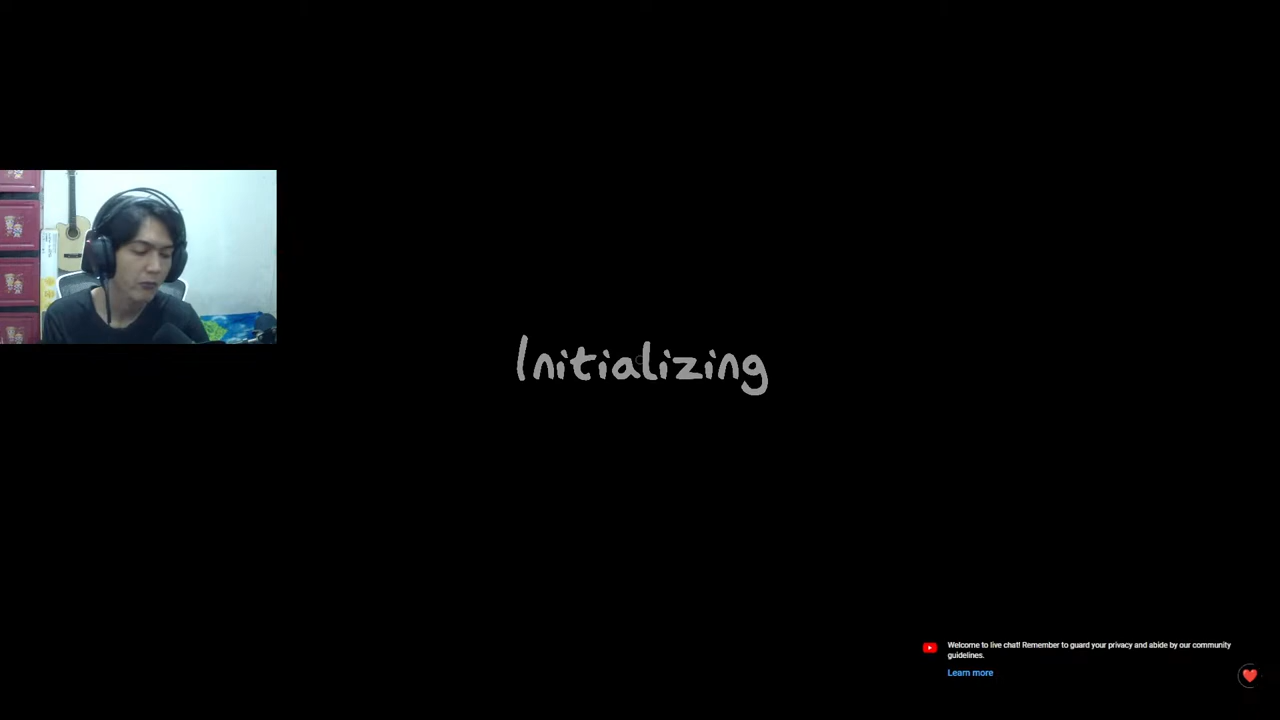 Initializing
Welcome to live chat! Remember to guard your privacy and abide by our community
guidelines.
Learn more